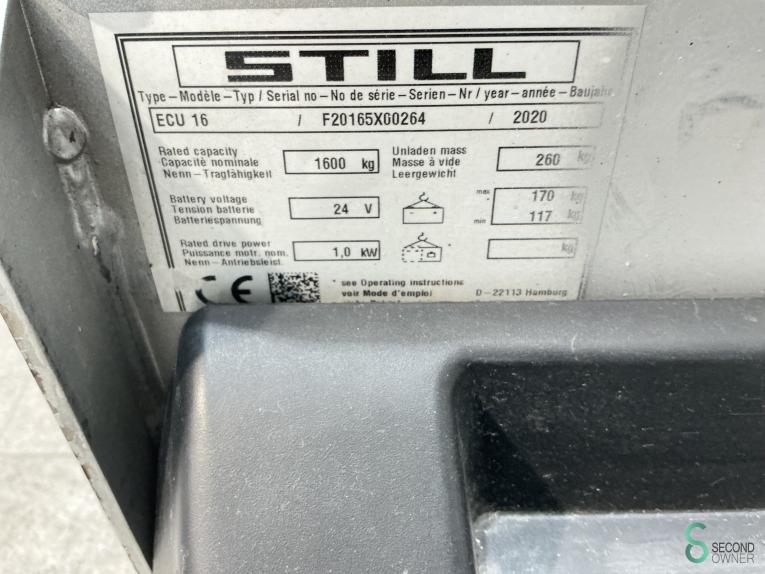 STILL
Type – Modèle – Typ / Serial no – No de série – Serien – Nr / year – année – Baujahr
ECU 16 / F20165X00264 / 2020
Rated capacity
Capacité nominale
Nenn – Tragfähigkeit
1600 kg
Unladen mass
Masse à vide
Leergewicht
260 kg
Battery voltage
Tension batterie
Batteriespannung
24 V
max 170 kg
min 117 kg
Rated drive power
Puissance motr. nom.
Nenn – Antriebsleist.
1,0 kW
kg
CE
* see Operating instructions
voir Mode d'emploi
D – 22113 Hamburg
SECOND
OWNER